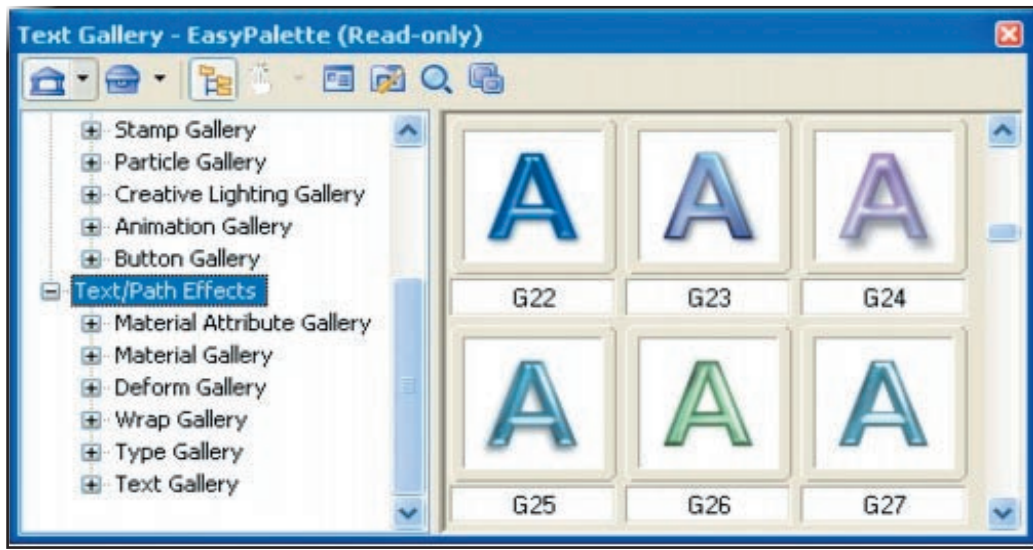 Text Gallery - EasyPalette (Read-only)
Stamp Gallery
Particle Gallery
Creative Lighting Gallery
Animation Gallery
Button Gallery
Text/Path Effects
Material Attribute Gallery
Material Gallery
Deform Gallery
Wrap Gallery
Type Gallery
Text Gallery
A A A
G22 G23 G24
A A A
G25 G26 G27